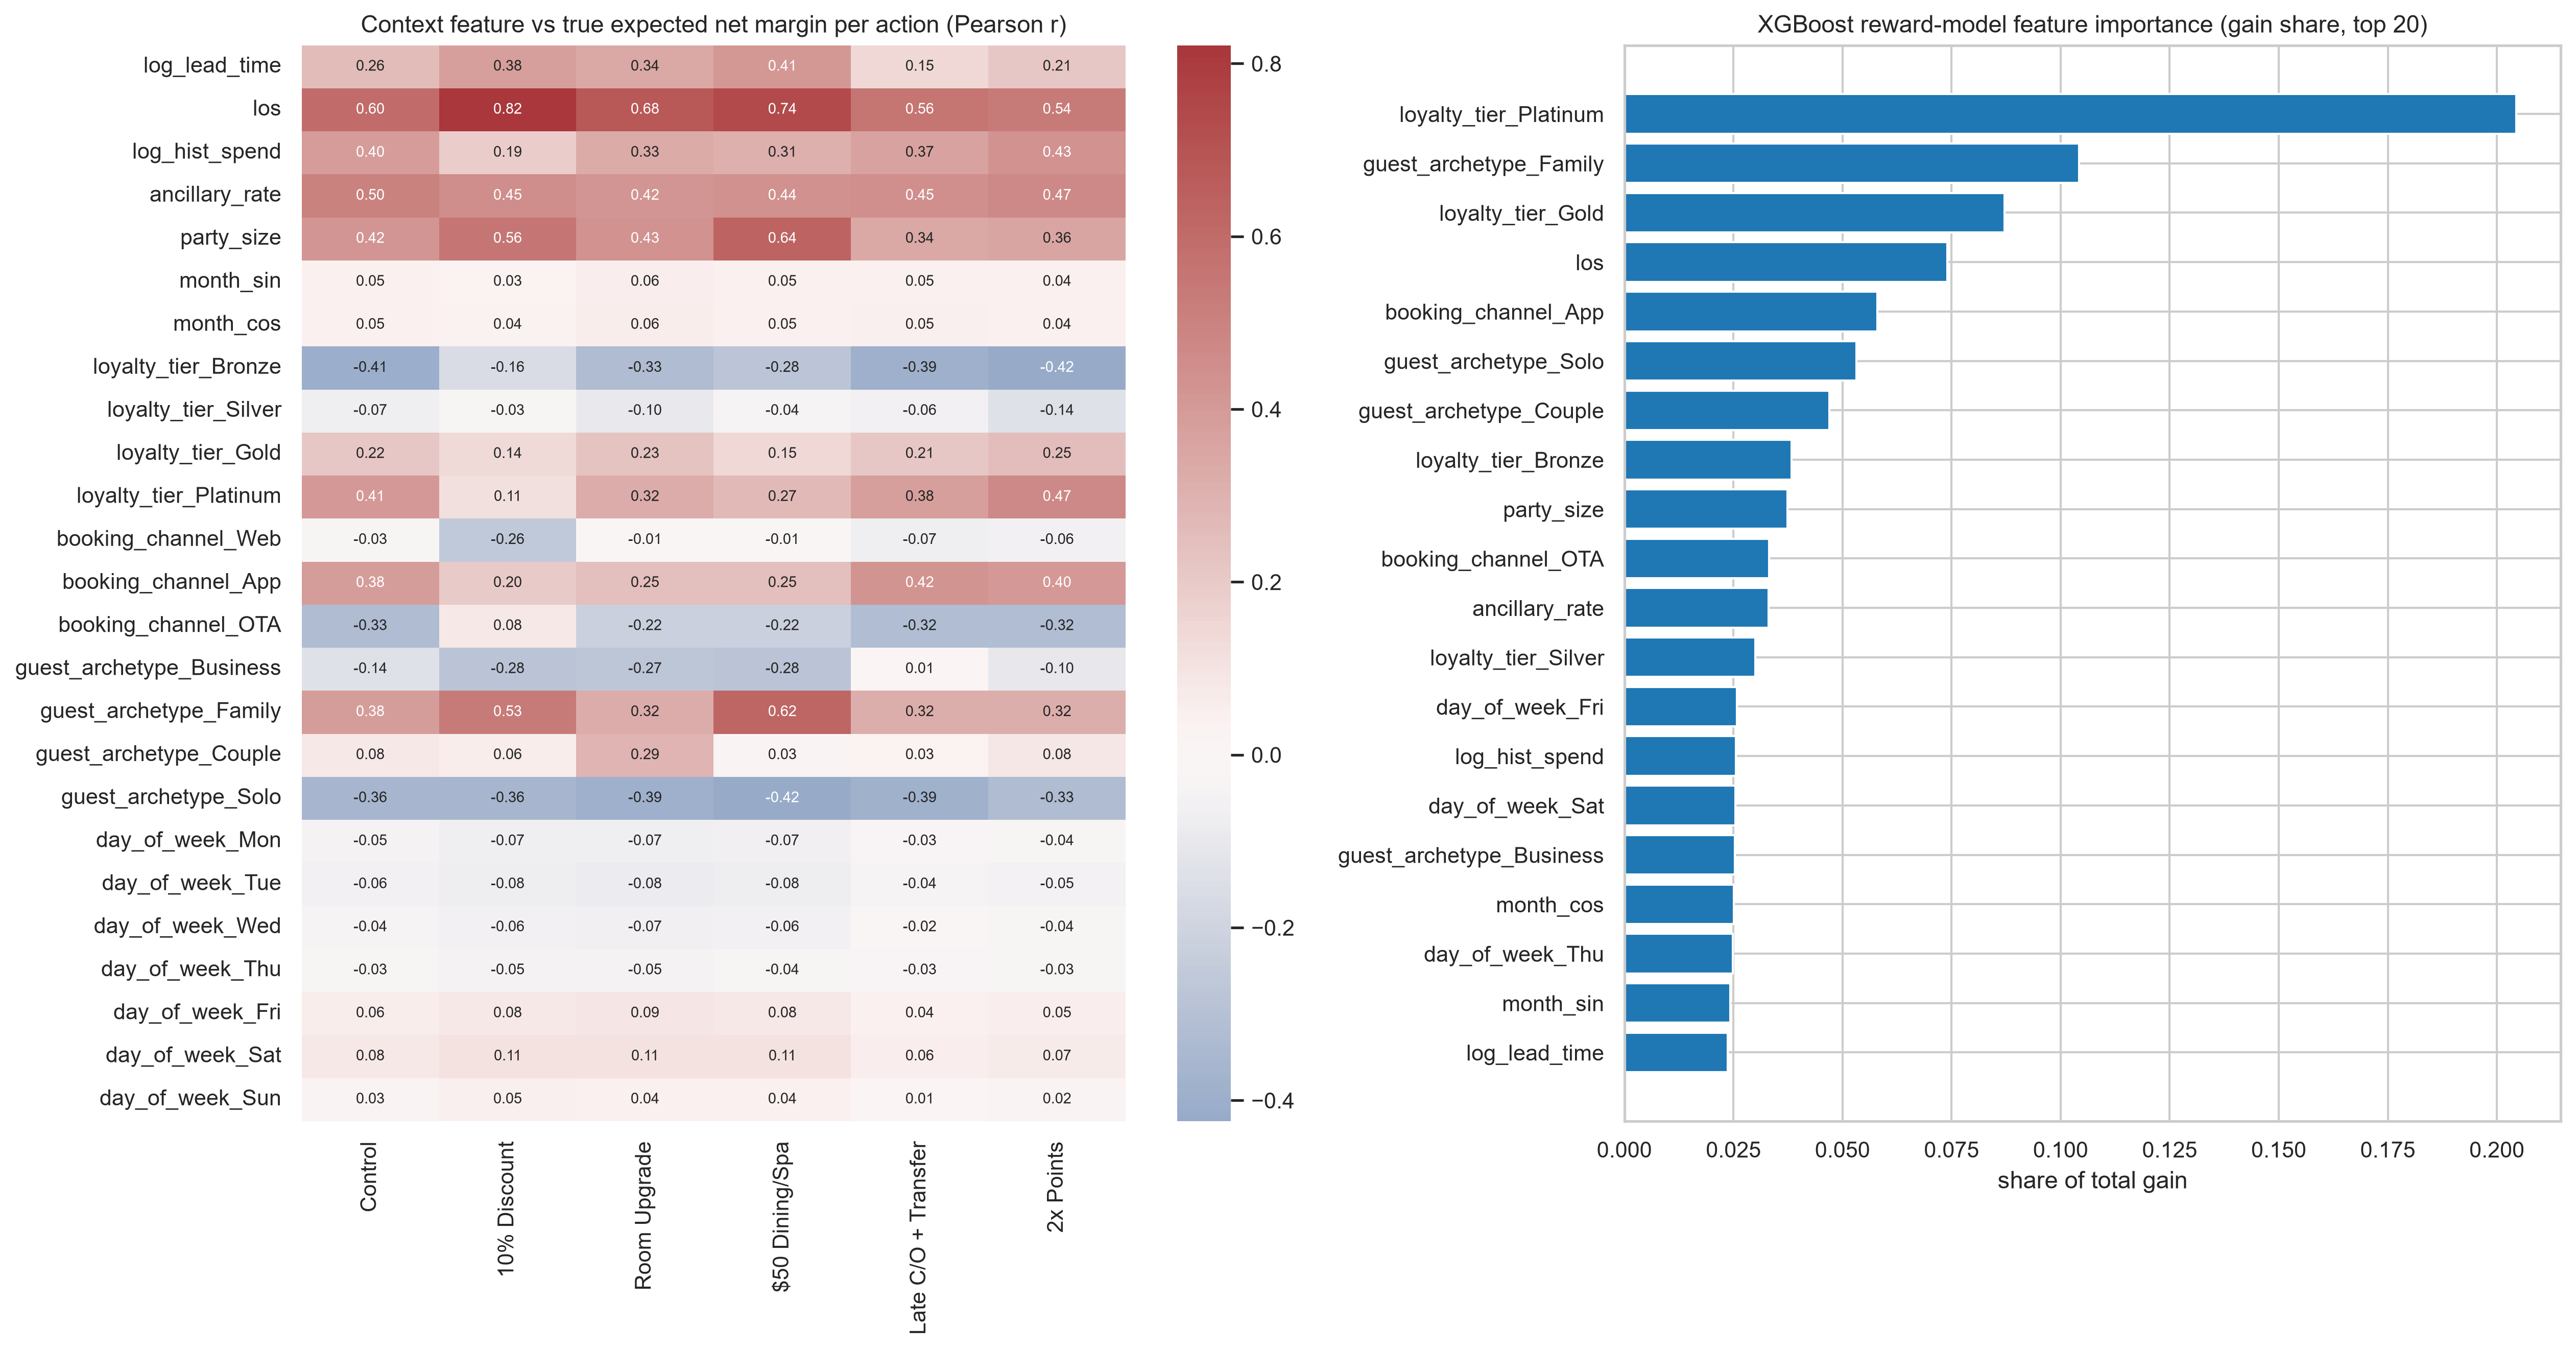 Context feature vs true expected net margin per action (Pearson r)
log_lead_time 0.26 0.38 0.34 0.41 0.15 0.21
los 0.60 0.82 0.68 0.74 0.56 0.54
log_hist_spend 0.40 0.19 0.33 0.31 0.37 0.43
ancillary_rate 0.50 0.45 0.42 0.44 0.45 0.47
party_size 0.42 0.56 0.43 0.64 0.34 0.36
month_sin 0.05 0.03 0.06 0.05 0.05 0.04
month_cos 0.05 0.04 0.06 0.05 0.05 0.04
loyalty_tier_Bronze -0.41 -0.16 -0.33 -0.28 -0.39 -0.42
loyalty_tier_Silver -0.07 -0.03 -0.10 -0.04 -0.06 -0.14
loyalty_tier_Gold 0.22 0.14 0.23 0.15 0.21 0.25
loyalty_tier_Platinum 0.41 0.11 0.32 0.27 0.38 0.47
booking_channel_Web -0.03 -0.26 -0.01 -0.01 -0.07 -0.06
booking_channel_App 0.38 0.20 0.25 0.25 0.42 0.40
booking_channel_OTA -0.33 0.08 -0.22 -0.22 -0.32 -0.32
guest_archetype_Business -0.14 -0.28 -0.27 -0.28 0.01 -0.10
guest_archetype_Family 0.38 0.53 0.32 0.62 0.32 0.32
guest_archetype_Couple 0.08 0.06 0.29 0.03 0.03 0.08
guest_archetype_Solo -0.36 -0.36 -0.39 -0.42 -0.39 -0.33
day_of_week_Mon -0.05 -0.07 -0.07 -0.07 -0.03 -0.04
day_of_week_Tue -0.06 -0.08 -0.08 -0.08 -0.04 -0.05
day_of_week_Wed -0.04 -0.06 -0.07 -0.06 -0.02 -0.04
day_of_week_Thu -0.03 -0.05 -0.05 -0.04 -0.03 -0.03
day_of_week_Fri 0.06 0.08 0.09 0.08 0.04 0.05
day_of_week_Sat 0.08 0.11 0.11 0.11 0.06 0.07
day_of_week_Sun 0.03 0.05 0.04 0.04 0.01 0.02
Control
10% Discount
Room Upgrade
$50 Dining/Spa
Late C/O + Transfer
2x Points
0.8
0.6
0.4
0.2
0.0
−0.2
−0.4
XGBoost reward-model feature importance (gain share, top 20)
loyalty_tier_Platinum
guest_archetype_Family
loyalty_tier_Gold
los
booking_channel_App
guest_archetype_Solo
guest_archetype_Couple
loyalty_tier_Bronze
party_size
booking_channel_OTA
ancillary_rate
loyalty_tier_Silver
day_of_week_Fri
log_hist_spend
day_of_week_Sat
guest_archetype_Business
month_cos
day_of_week_Thu
month_sin
log_lead_time
0.000 0.025 0.050 0.075 0.100 0.125 0.150 0.175 0.200
share of total gain